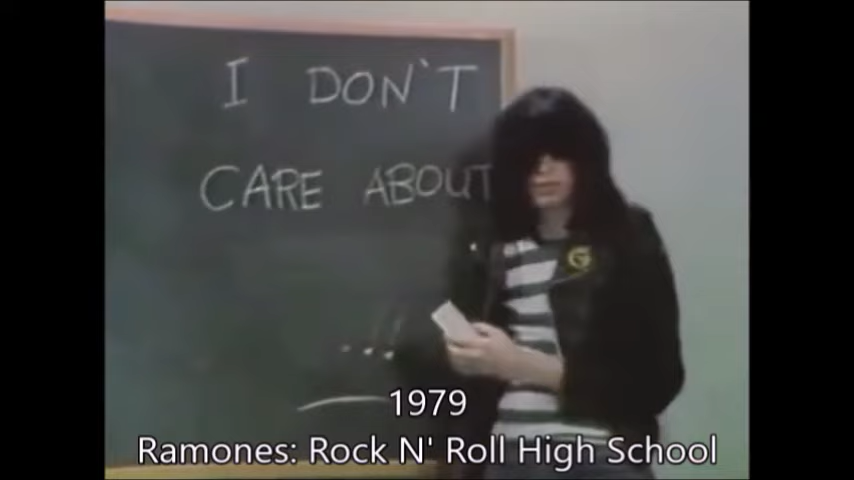 I DON'T
CARE ABOUT
G
1979
Ramones: Rock N' Roll High School